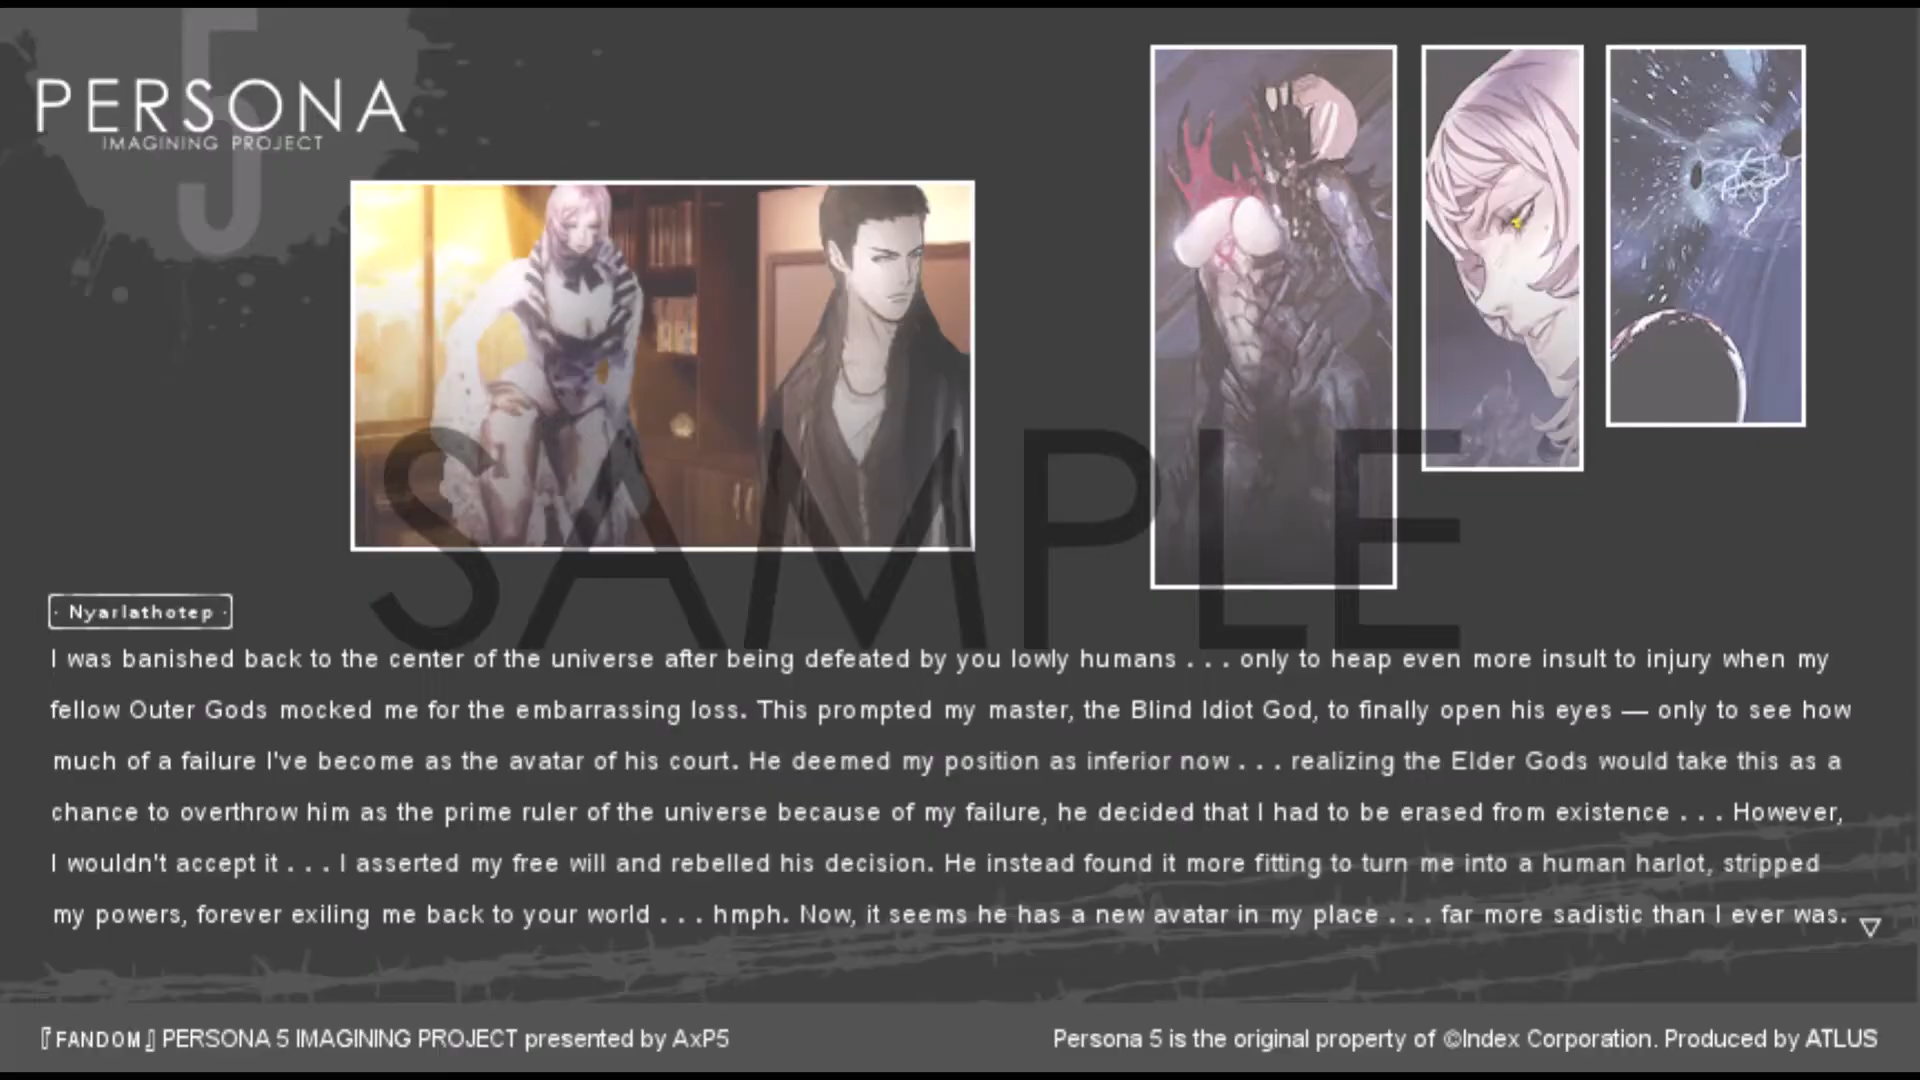 5
PERSONA
IMAGINING PROJECT
SAMPLE
· Nyarlathotep ·
I was banished back to the center of the universe after being defeated by you lowly humans . . . only to heap even more insult to injury when my
fellow Outer Gods mocked me for the embarrassing loss. This prompted my master, the Blind Idiot God, to finally open his eyes — only to see how
much of a failure I've become as the avatar of his court. He deemed my position as inferior now . . . realizing the Elder Gods would take this as a
chance to overthrow him as the prime ruler of the universe because of my failure, he decided that I had to be erased from existence . . . However,
I wouldn't accept it . . . I asserted my free will and rebelled his decision. He instead found it more fitting to turn me into a human harlot, stripped
my powers, forever exiling me back to your world . . . hmph. Now, it seems he has a new avatar in my place . . . far more sadistic than I ever was.
『FANDOM』PERSONA 5 IMAGINING PROJECT presented by AxP5
Persona 5 is the original property of ©Index Corporation. Produced by ATLUS